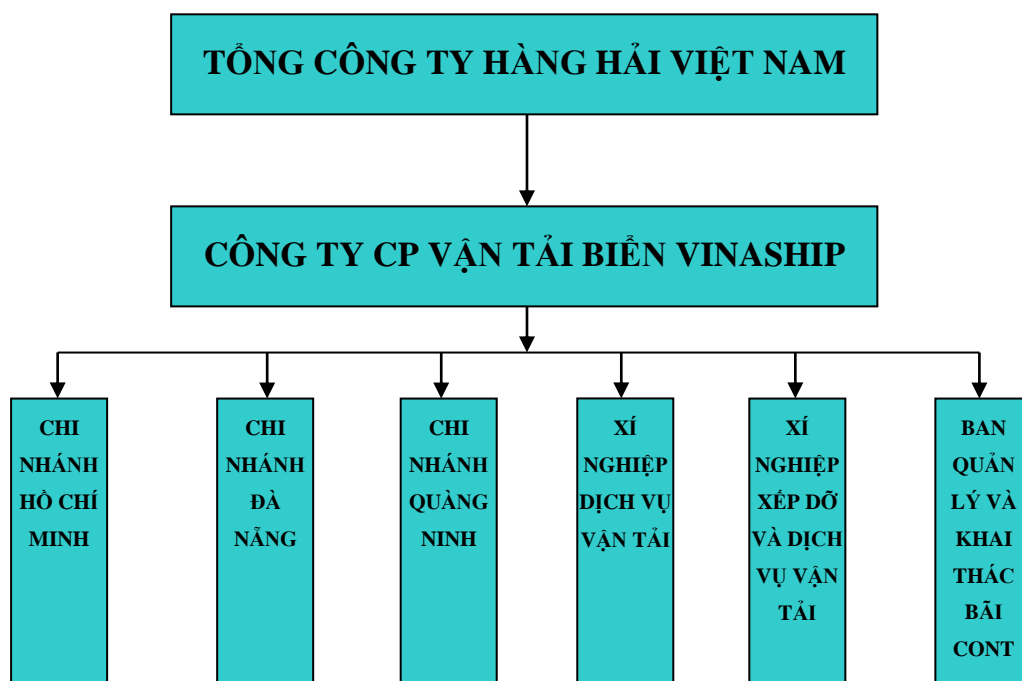 TỔNG CÔNG TY HÀNG HẢI VIỆT NAM
CÔNG TY CP VẬN TẢI BIỂN VINASHIP
CHI
NHÁNH
HỒ CHÍ
MINH
CHI
NHÁNH
ĐÀ
NẴNG
CHI
NHÁNH
QUÀNG
NINH
XÍ
NGHIỆP
DỊCH VỤ
VẬN TẢI
XÍ
NGHIỆP
XẾP DỠ
VÀ DỊCH
VỤ VẬN
TẢI
BAN
QUẢN
LÝ VÀ
KHAI
THÁC
BÃI
CONT